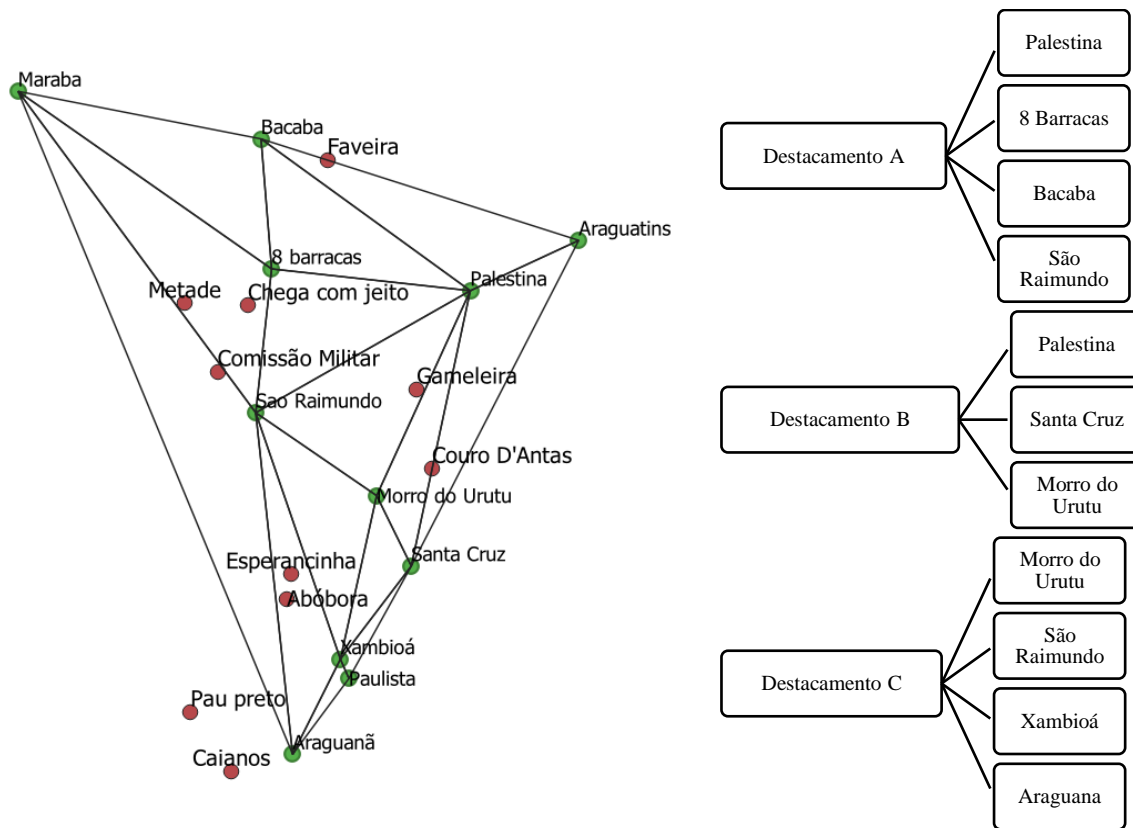 Maraba
Bacaba
Faveira
Araguatins
8 barracas
Palestina
Metade
Chega com jeito
Comissão Militar
Gameleira
Sao Raimundo
Couro D'Antas
Morro do Urutu
Esperancinha
Santa Cruz
Abóbora
Xambioá
Paulista
Pau preto
Araguanã
Caianos
Destacamento A
Palestina
8 Barracas
Bacaba
São
Raimundo
Destacamento B
Palestina
Santa Cruz
Morro do
Urutu
Destacamento C
Morro do
Urutu
São
Raimundo
Xambioá
Araguana